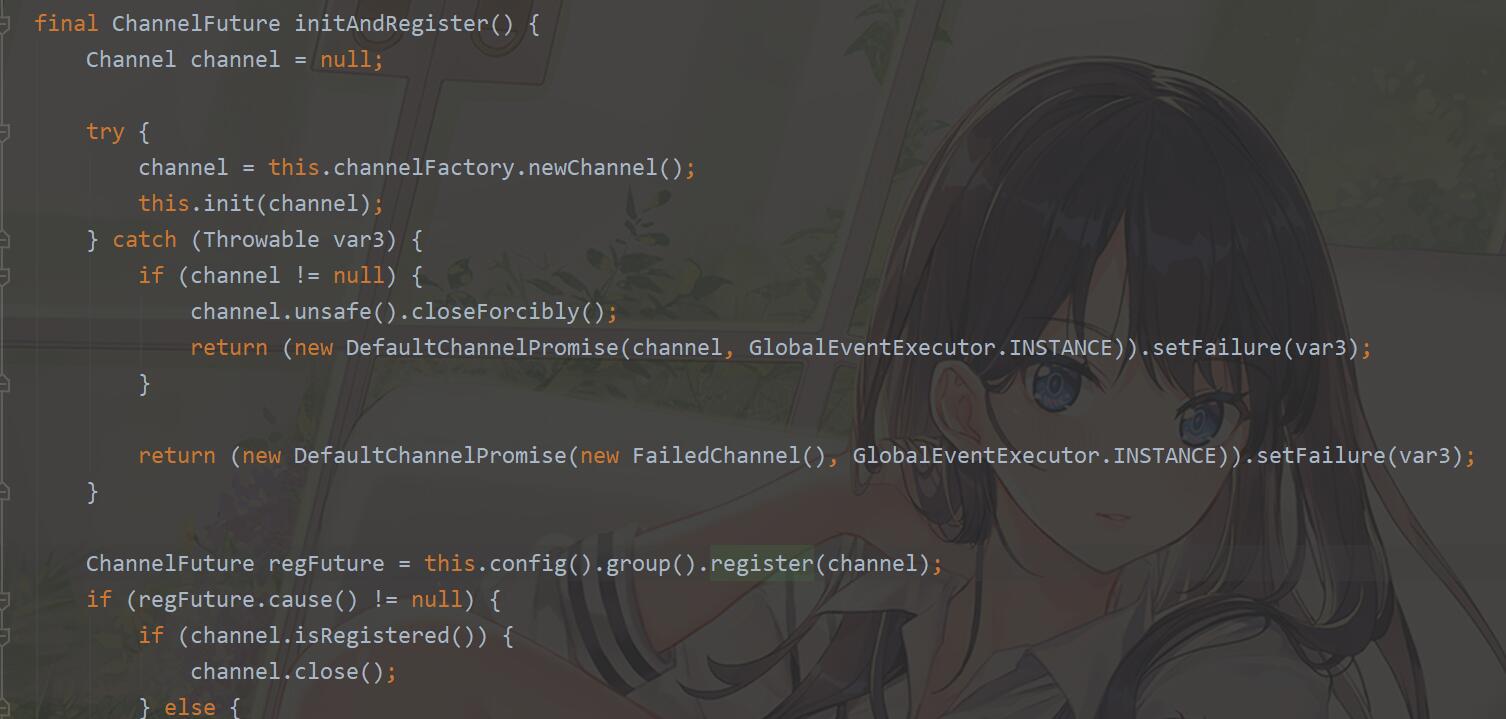 final ChannelFuture initAndRegister() {
    Channel channel = null;

    try {
        channel = this.channelFactory.newChannel();
        this.init(channel);
    } catch (Throwable var3) {
        if (channel != null) {
            channel.unsafe().closeForcibly();
            return (new DefaultChannelPromise(channel, GlobalEventExecutor.INSTANCE)).setFailure(var3);
        }

        return (new DefaultChannelPromise(new FailedChannel(), GlobalEventExecutor.INSTANCE)).setFailure(var3);
    }

    ChannelFuture regFuture = this.config().group().register(channel);
    if (regFuture.cause() != null) {
        if (channel.isRegistered()) {
            channel.close();
        } else {